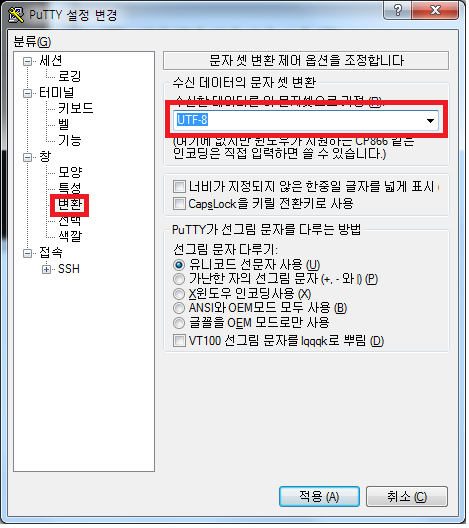 PuTTY 설정 변경
분류(G)
세션
로깅
터미널
키보드
벨
기능
창
모양
특성
변환
선택
색깔
접속
SSH
문자 셋 변환 제어 옵션을 조정합니다
수신 데이터의 문자 셋 변환
수신한 데이터를 이 문자셋으로 가정 (R)
UTF-8
(여기에 없지만 윈도우가 지원하는 CP866 같은
인코딩은 직접 입력하면 쓸 수 있습니다.)
너비가 지정되지 않은 한중일 글자를 넓게 표시 (
CapsLock을 키릴 전환키로 사용
PuTTY가 선그림 문자를 다루는 방법
선그림 문자 다루기:
유니코드 선문자 사용 (U)
가난한 자의 선그림 문자 (+, - 와 |) (P)
X윈도우 인코딩사용 (X)
ANSI와 OEM모드 모두 사용 (B)
글꼴을 OEM 모드로만 사용
VT100 선그림 문자를 lqqqk로 뿌림 (D)
적용 (A)
취소 (C)